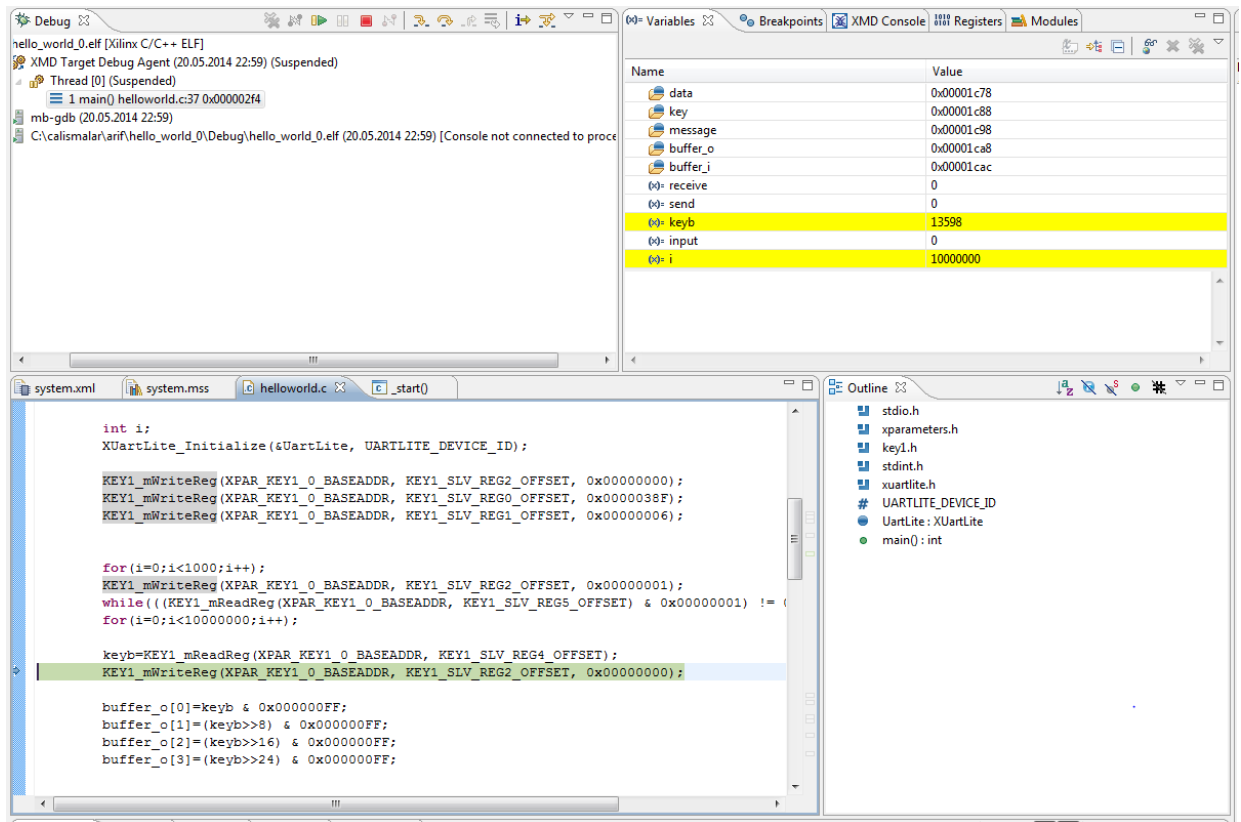 Debug
hello_world_0.elf [Xilinx C/C++ ELF]
XMD Target Debug Agent (20.05.2014 22:59) (Suspended)
Thread [0] (Suspended)
1 main() helloworld.c:37 0x000002f4
mb-gdb (20.05.2014 22:59)
C:\calismalar\arif\hello_world_0\Debug\hello_world_0.elf (20.05.2014 22:59) [Console not connected to proce
(x)= Variables Breakpoints XMD Console Registers Modules
Name Value
data 0x00001c78
key 0x00001c88
message 0x00001c98
buffer_o 0x00001ca8
buffer_i 0x00001cac
(x)= receive 0
(x)= send 0
(x)= keyb 13598
(x)= input 0
(x)= i 10000000
system.xml system.mss helloworld.c _start()
int i;
XUartLite_Initialize(&UartLite, UARTLITE_DEVICE_ID);
KEY1_mWriteReg(XPAR_KEY1_0_BASEADDR, KEY1_SLV_REG2_OFFSET, 0x00000000);
KEY1_mWriteReg(XPAR_KEY1_0_BASEADDR, KEY1_SLV_REG0_OFFSET, 0x0000038F);
KEY1_mWriteReg(XPAR_KEY1_0_BASEADDR, KEY1_SLV_REG1_OFFSET, 0x00000006);
for(i=0;i<1000;i++);
KEY1_mWriteReg(XPAR_KEY1_0_BASEADDR, KEY1_SLV_REG2_OFFSET, 0x00000001);
while(((KEY1_mReadReg(XPAR_KEY1_0_BASEADDR, KEY1_SLV_REG5_OFFSET) & 0x00000001) !=
for(i=0;i<10000000;i++);
keyb=KEY1_mReadReg(XPAR_KEY1_0_BASEADDR, KEY1_SLV_REG4_OFFSET);
KEY1_mWriteReg(XPAR_KEY1_0_BASEADDR, KEY1_SLV_REG2_OFFSET, 0x00000000);
buffer_o[0]=keyb & 0x000000FF;
buffer_o[1]=(keyb>>8) & 0x000000FF;
buffer_o[2]=(keyb>>16) & 0x000000FF;
buffer_o[3]=(keyb>>24) & 0x000000FF;
Outline
stdio.h
xparameters.h
key1.h
stdint.h
xuartlite.h
# UARTLITE_DEVICE_ID
UartLite : XUartLite
main() : int